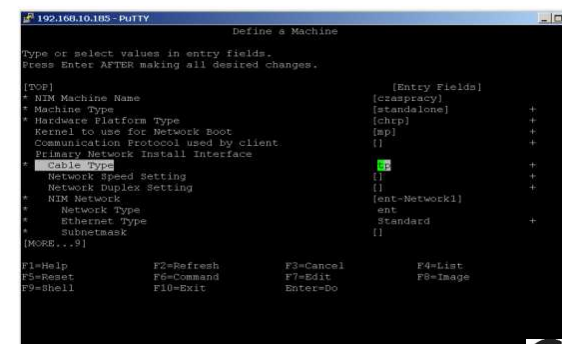 192.168.10.185 - PuTTY
Define a Machine
Type or select values in entry fields.
Press Enter AFTER making all desired changes.
[TOP] [Entry Fields]
* NIM Machine Name [czaspracy]
* Machine Type [standalone] +
* Hardware Platform Type [chrp] +
Kernel to use for Network Boot [mp] +
Communication Protocol used by client [] +
Primary Network Install Interface
* Cable Type tp +
Network Speed Setting [] +
Network Duplex Setting [] +
* NIM Network [ent-Network1]
* Network Type ent
* Ethernet Type Standard +
* Subnetmask []
[MORE...9]
F1=Help F2=Refresh F3=Cancel F4=List
F5=Reset F6=Command F7=Edit F8=Image
F9=Shell F10=Exit Enter=Do